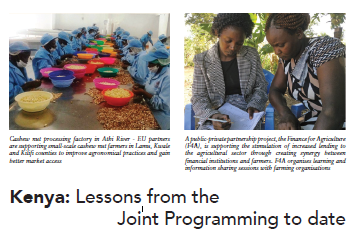 Cashew nut processing factory in Athi River - EU partners
are supporting small-scale cashew nut farmers in Lamu, Kwale
and Kilifi counties to improve agronomical practices and gain
better market access
A public-private partnership project, the Finance for Agriculture
(F4A), is supporting the stimulation of increased lending to
the agricultural sector through creating synergy between
financial institutions and farmers. F4A organises learning and
information sharing sessions with farming organisations
Kenya: Lessons from the
Joint Programming to date